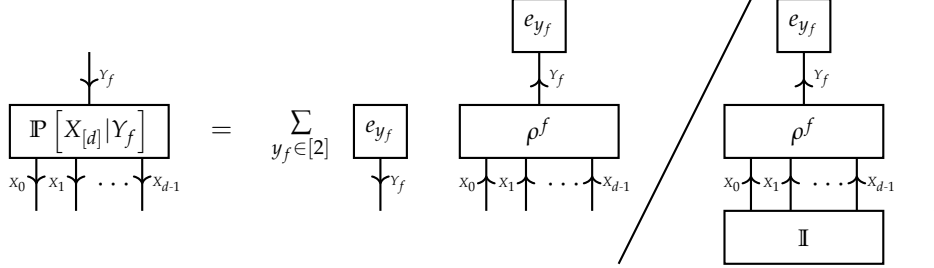 e_{y_f} e_{y_f}
Y_f Y_f Y_f
ℙ[X_{[d]}|Y_f] = ∑_{y_f∈[2]} e_{y_f} ρ^f ρ^f
X_0 X_1 ··· X_{d-1} Y_f X_0 X_1 ··· X_{d-1} X_0 X_1 ··· X_{d-1}
𝕀